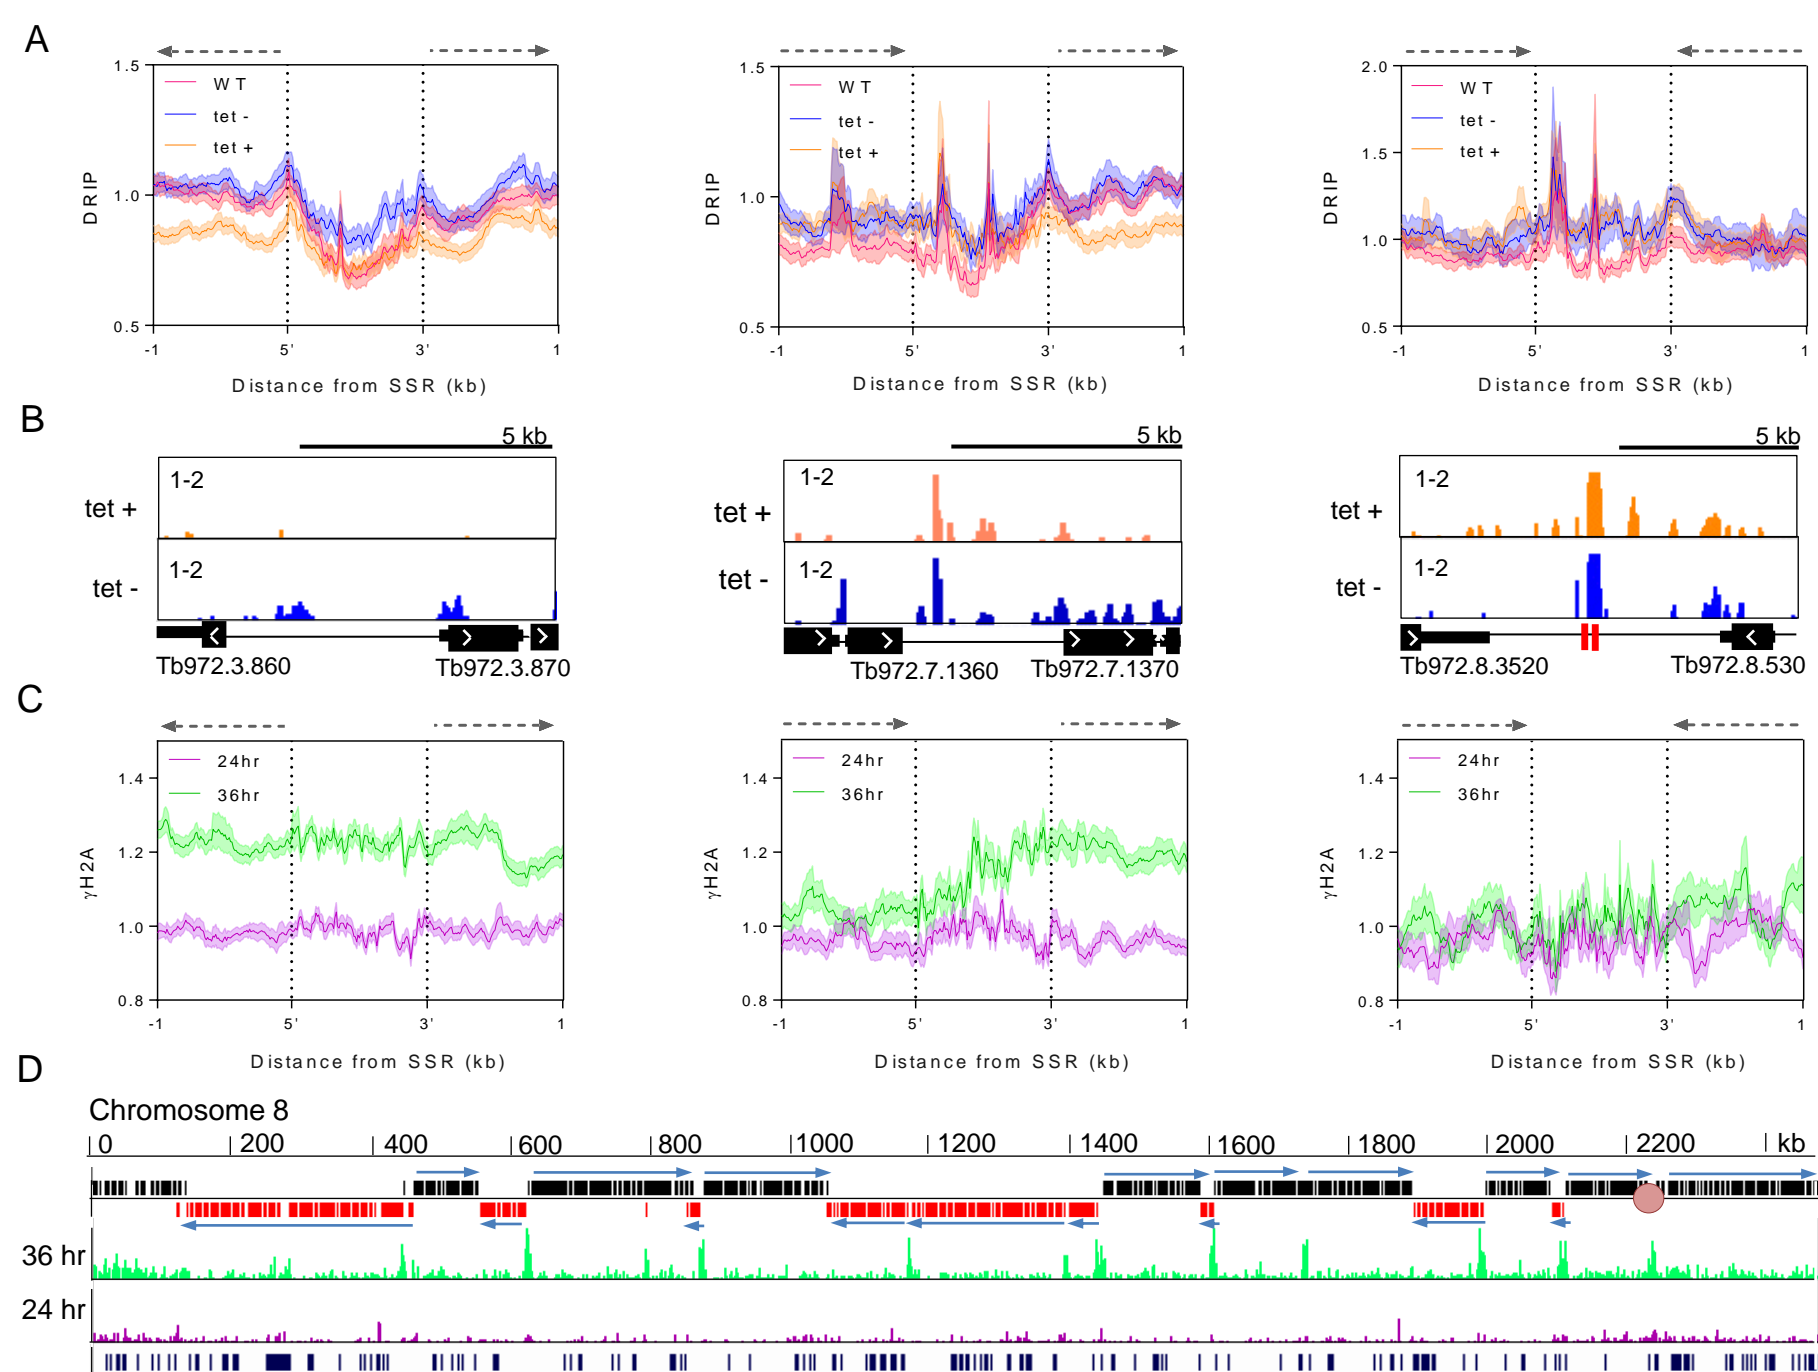 A
1.5
1.0
0.5
DRIP
WT
tet -
tet +
-1 5' 3' 1
Distance from SSR (kb)
1.5
1.0
0.5
DRIP
WT
tet -
tet +
-1 5' 3' 1
Distance from SSR (kb)
2.0
1.5
1.0
0.5
DRIP
WT
tet -
tet +
-1 5' 3' 1
Distance from SSR (kb)
B
5 kb
tet + 1-2
tet - 1-2
Tb972.3.860 Tb972.3.870
5 kb
tet + 1-2
tet - 1-2
Tb972.7.1360 Tb972.7.1370
5 kb
tet + 1-2
tet - 1-2
Tb972.8.3520 Tb972.8.530
C
1.4
1.2
1.0
0.8
γH2A
24hr
36hr
-1 5' 3' 1
Distance from SSR (kb)
1.4
1.2
1.0
0.8
γH2A
24hr
36hr
-1 5' 3' 1
Distance from SSR (kb)
1.4
1.2
1.0
0.8
γH2A
24hr
36hr
-1 5' 3' 1
Distance from SSR (kb)
D
Chromosome 8
0 200 400 600 800 1000 1200 1400 1600 1800 2000 2200 kb
36 hr
24 hr